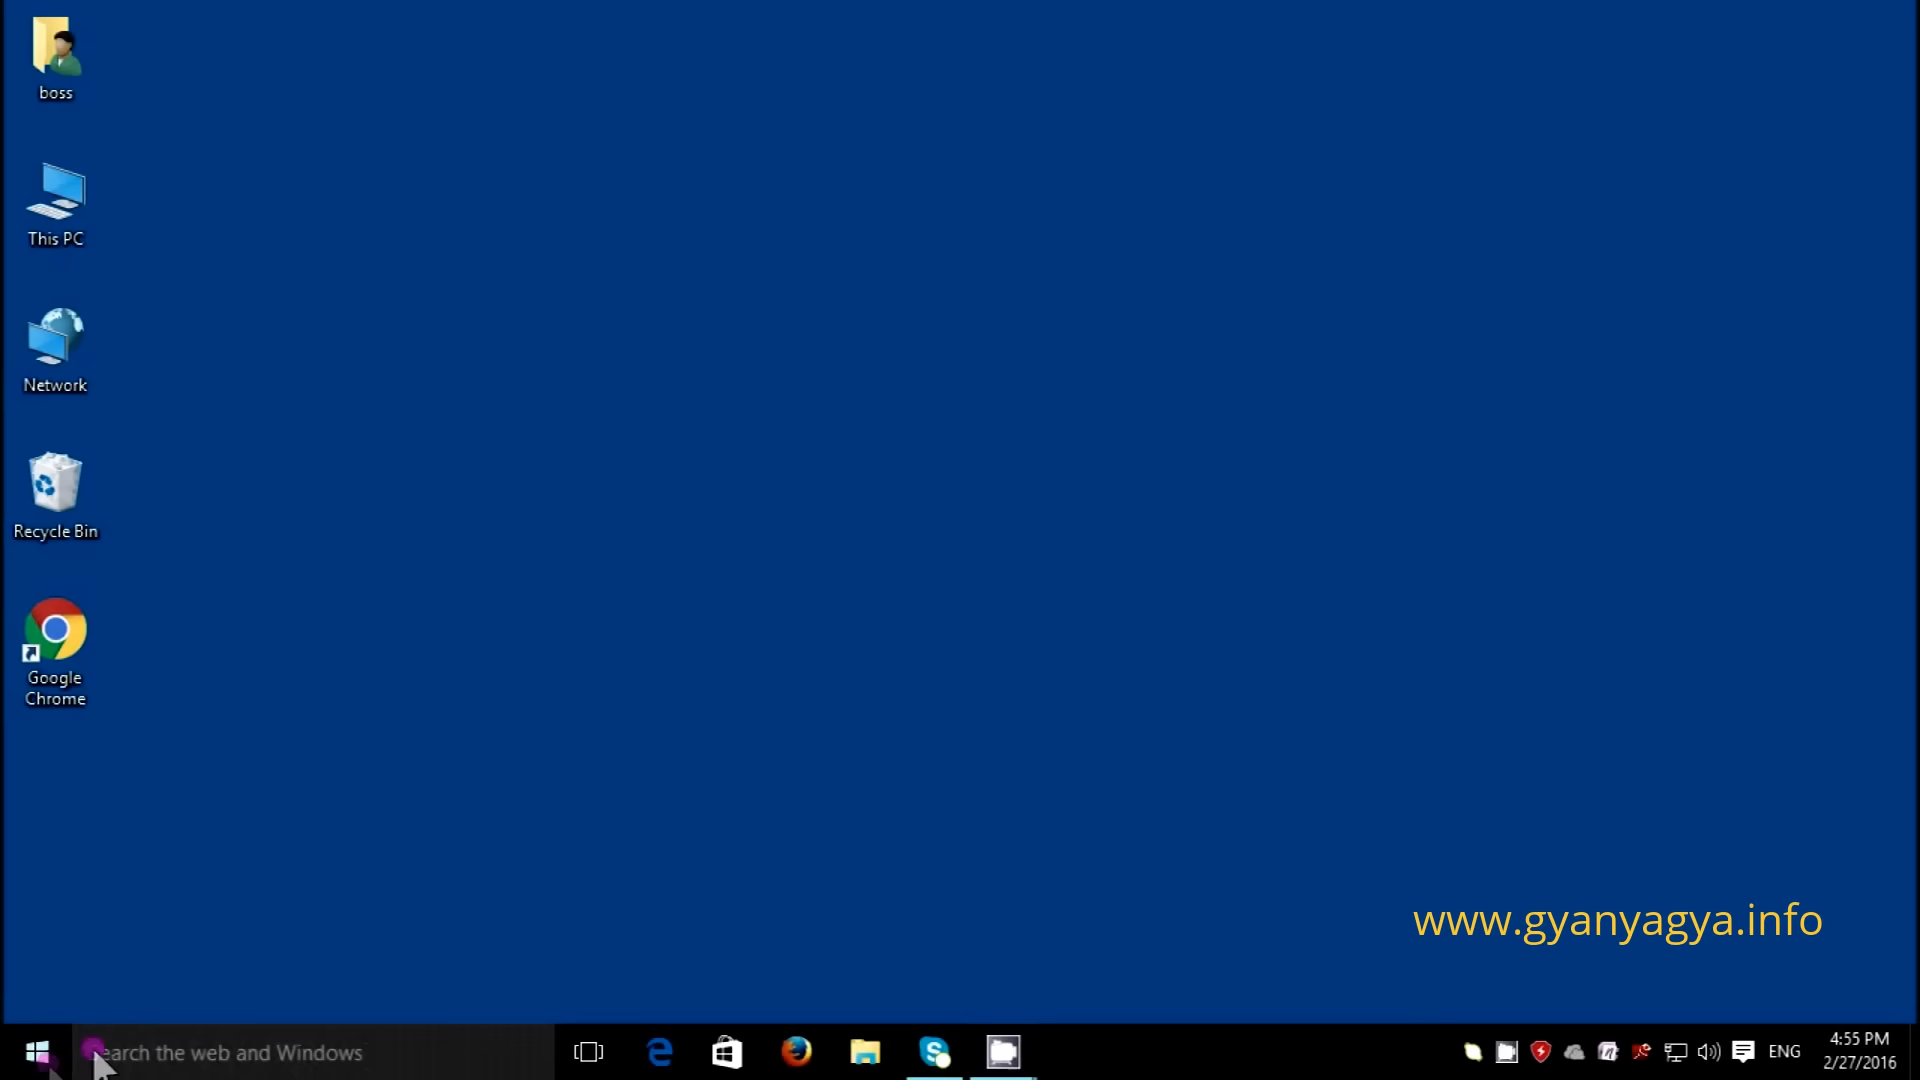 boss
This PC
Network
Recycle Bin
Google
Chrome
www.gyanyagya.info
earch the web and Windows
ENG
4:55 PM
2/27/2016